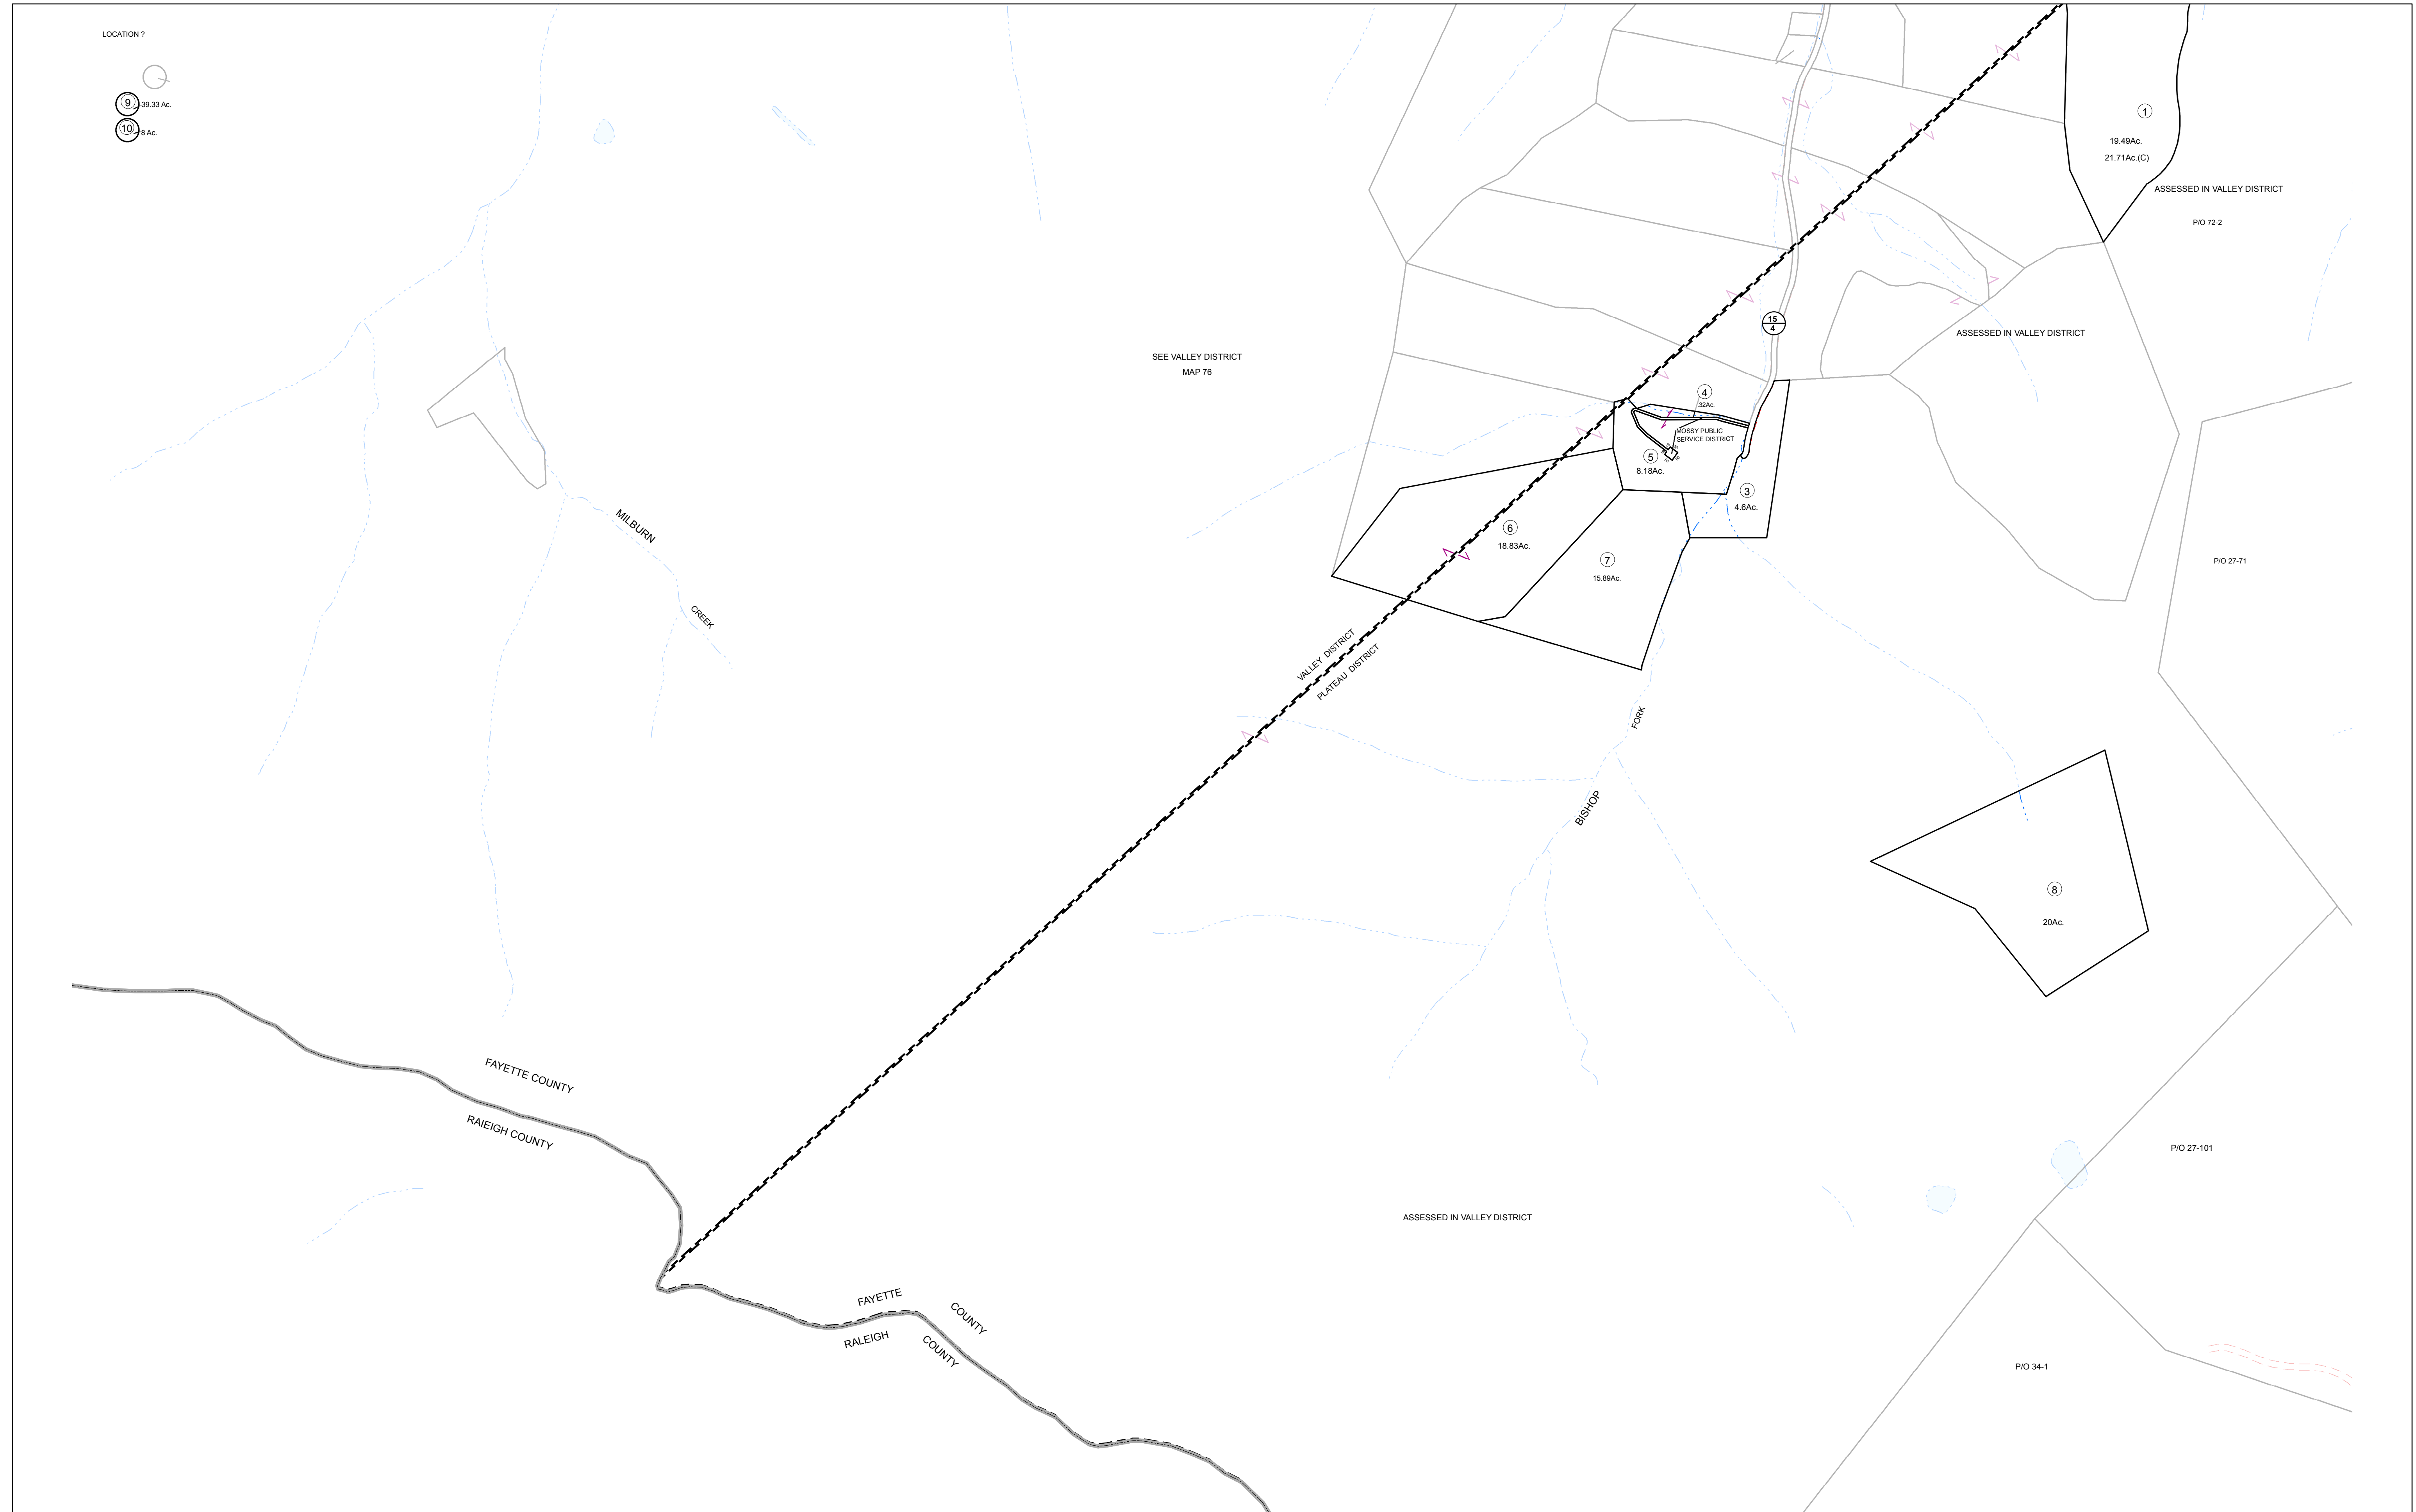 LOCATION ?
9
39.33 Ac.
10
8 Ac.
1
19.49Ac.
21.71Ac.(C)
ASSESSED IN VALLEY DISTRICT
P/O 72-2
15
4
ASSESSED IN VALLEY DISTRICT
SEE VALLEY DISTRICT
MAP 76
4
.32Ac.
MOSSY PUBLIC
SERVICE DISTRICT
5
8.18Ac.
3
4.6Ac.
6
18.83Ac.
7
15.89Ac.
P/O 27-71
MILBURN
CREEK
VALLEY DISTRICT
PLATEAU DISTRICT
FORK
BISHOP
8
20Ac.
FAYETTE COUNTY
RAIEIGH COUNTY
P/O 27-101
ASSESSED IN VALLEY DISTRICT
FAYETTE
COUNTY
RALEIGH
COUNTY
P/O 34-1